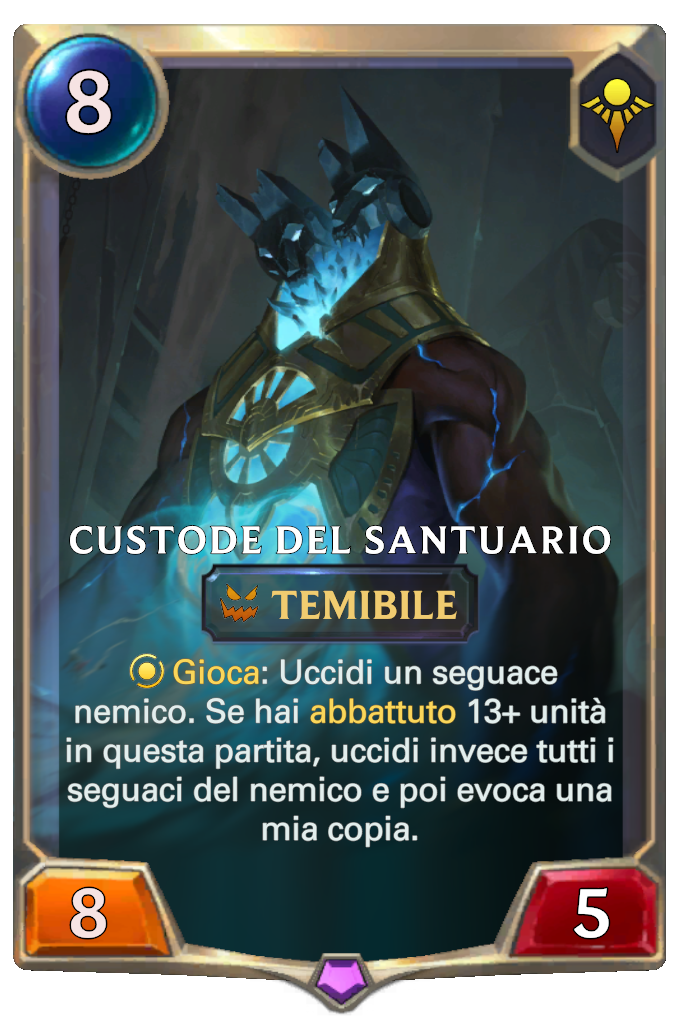 8
CUSTODE DEL SANTUARIO
TEMIBILE
Gioca: Uccidi un seguace
nemico. Se hai abbattuto 13+ unità
in questa partita, uccidi invece tutti i
seguaci del nemico e poi evoca una
mia copia.
8
5